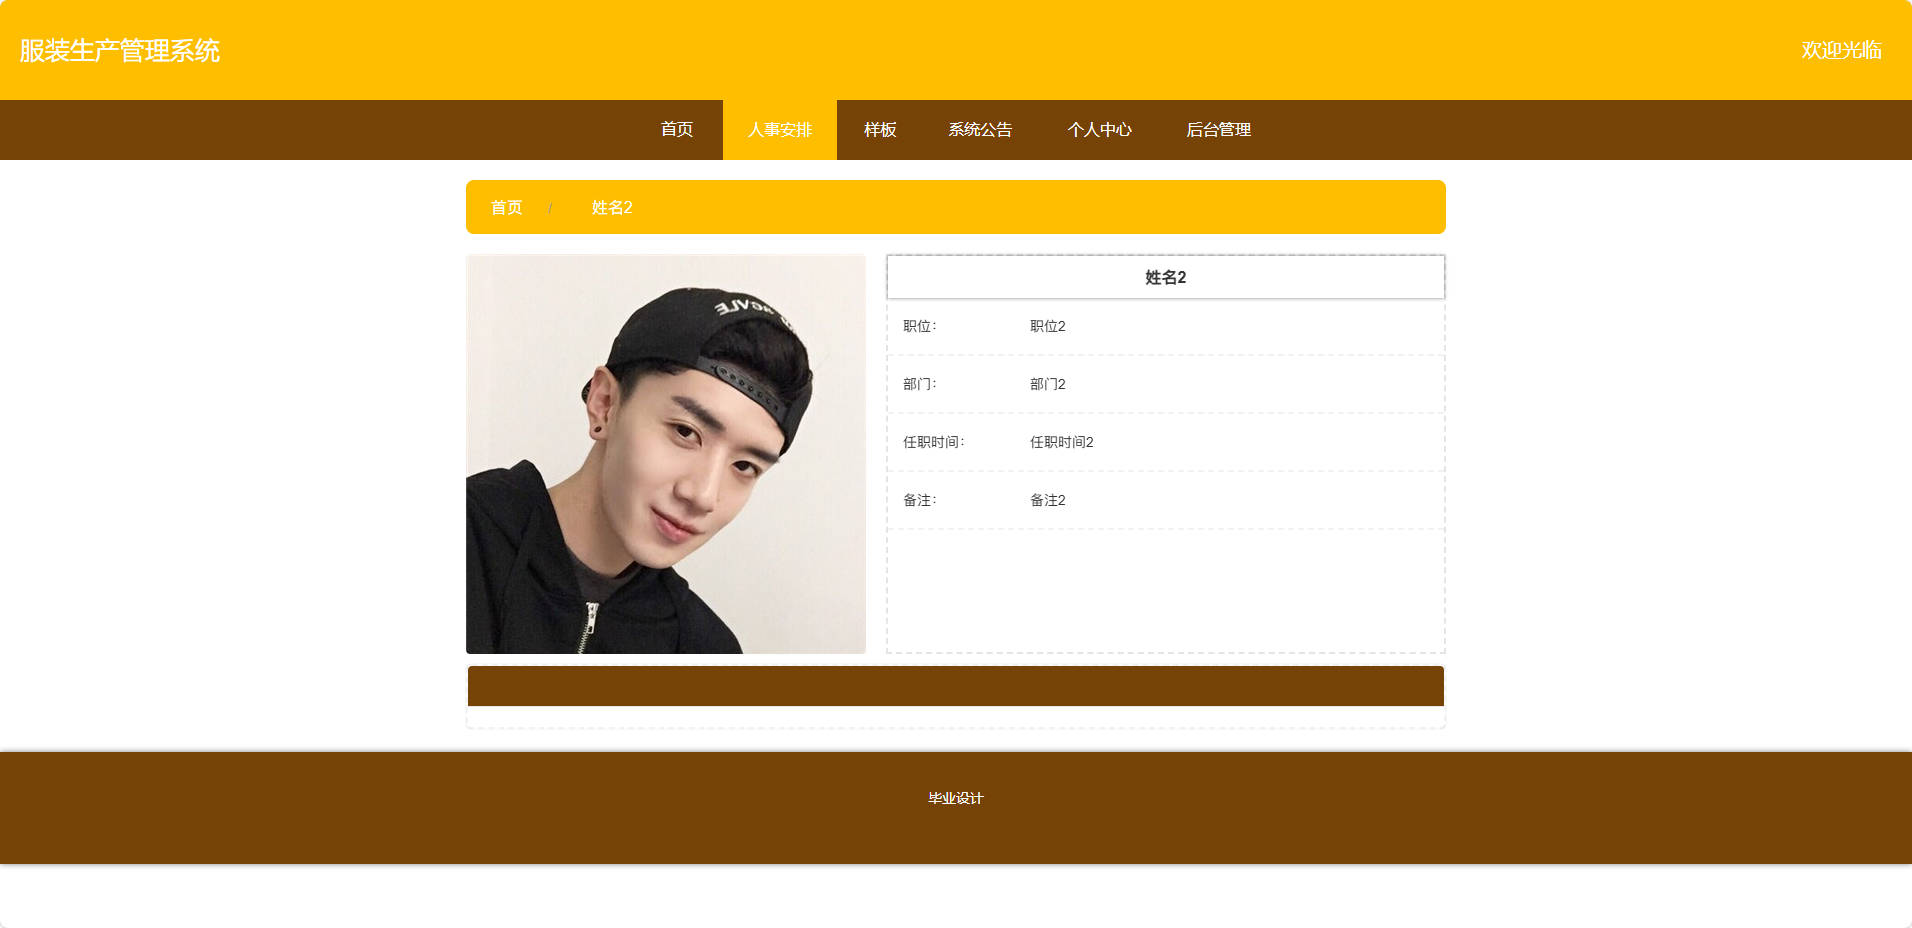 服装生产管理系统
欢迎光临
首页 人事安排 样板 系统公告 个人中心 后台管理
首页 / 姓名2
姓名2
职位： 职位2
部门： 部门2
任职时间： 任职时间2
备注： 备注2
毕业设计